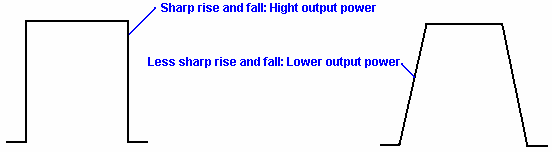 Sharp rise and fall: Hight output power
Less sharp rise and fall: Lower output power